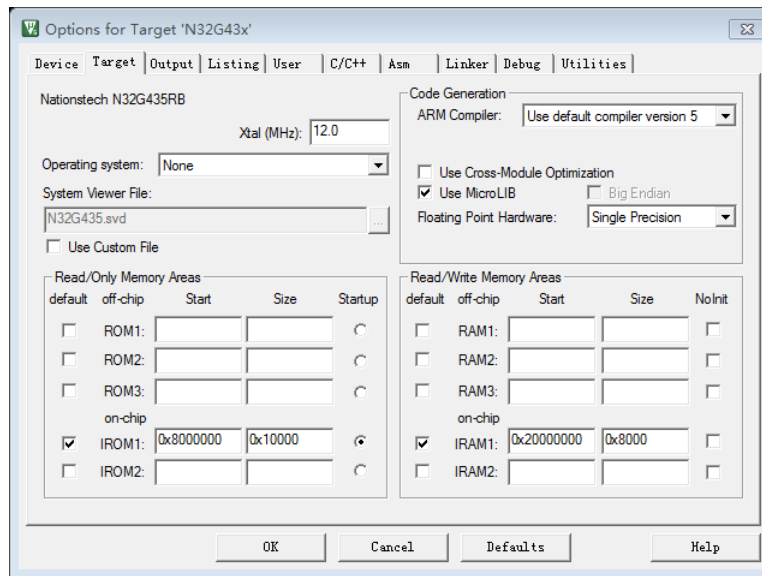 Options for Target 'N32G43x'
Device Target Output Listing User C/C++ Asm Linker Debug Utilities
Nationstech N32G435RB
Xtal (MHz): 12.0
Operating system: None
System Viewer File:
N32G435.svd ...
Use Custom File
Code Generation
ARM Compiler: Use default compiler version 5
Use Cross-Module Optimization
Use MicroLIB Big Endian
Floating Point Hardware: Single Precision
Read/Only Memory Areas
default off-chip Start Size Startup
ROM1:
ROM2:
ROM3:
on-chip
IROM1: 0x8000000 0x10000
IROM2:
Read/Write Memory Areas
default off-chip Start Size NoInit
RAM1:
RAM2:
RAM3:
on-chip
IRAM1: 0x20000000 0x8000
IRAM2:
OK Cancel Defaults Help